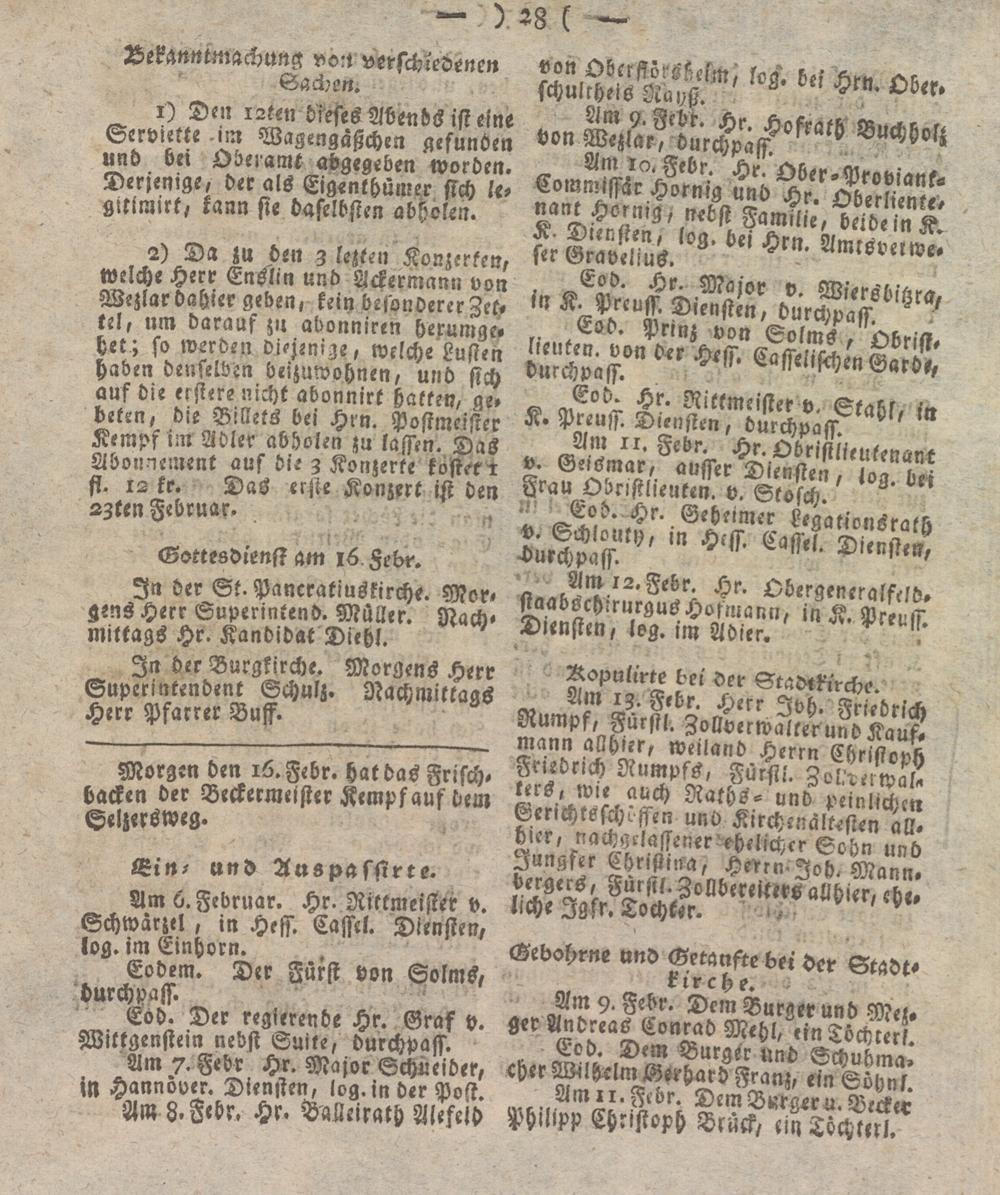 — ) 28 ( —
Bekanntmachung von verschiedenen
Sachen.
1) Den 12ten dieses Abends ist eine
Serviette im Wagengäßchen gefunden
und bei Oberamt abgegeben worden.
Derjenige, der als Eigenthümer sich le-
gitimirt, kann sie daselbsten abholen.
2) Da zu den 3 lezten Konzerten,
welche Herr Enslin und Ackermann von
Wezlar dahier geben, kein besonderer Zet-
tel, um darauf zu abonniren herumge-
het; so werden diejenige, welche Lusten
haben denselben beizuwohnen, und sich
auf die erstere nicht abonnirt hatten, ge-
beten, die Billets bei Hrn. Postmeister
Kempf im Adler abholen zu lassen. Das
Abonnement auf die 3 Konzerte kostet 1
fl. 12 kr. Das erste Konzert ist den
23ten Februar.
Gottesdienst am 16. Febr.
In der St. Pancratiuskirche. Mor-
gens Herr Superintend. Müller. Nach-
mittags Hr. Kandidat Diehl.
In der Burgkirche. Morgens Herr
Superintendent Schulz. Nachmittags
Herr Pfarrer Buff.
Morgen den 16. Febr. hat das Frisch-
backen der Beckermeister Kempf auf dem
Selzersweg.
Ein- und Auspassirte.
Am 6. Februar. Hr. Rittmeister v.
Schwärzel, in Hess. Cassel. Diensten,
log. im Einhorn.
Eodem. Der Fürst von Solms,
durchpass.
Eod. Der regierende Hr. Graf v.
Wittgenstein nebst Suite, durchpass.
Am 7. Febr Hr. Major Schneider,
in Hannöver. Diensten, log. in der Post.
Am 8. Febr. Hr. Balleirath Alefeld
von Oberflörsheim, log. bei Hrn. Ober-
schultheis Rayß.
Am 9. Febr. Hr. Hofrath Buchholz
von Wezlar, durchpass.
Am 10. Febr. Hr. Ober-Proviant-
Commissär Hornig und Hr. Oberliente-
nant Hornig, nebst Familie, beide in K.
K. Diensten, log. bei Hrn. Amtsverwe-
ser Gravelius.
Eod. Hr. Major v. Wiersbitzra,
in K. Preuss. Diensten, durchpass.
Eod. Prinz von Solms, Obrist-
lieuten. von der Hess. Casselischen Garde,
durchpass.
Eod. Hr. Rittmeister v. Stahl, in
K. Preuss. Diensten, durchpass.
Am 11. Febr. Hr. Obristlieutenant
v. Geismar, ausser Diensten, log. bei
Frau Obristlieuten. v. Stosch.
Eod. Hr. Geheimer Legationsrath
v. Schlouty, in Hess. Cassel. Diensten,
durchpass.
Am 12. Febr. Hr. Obergeneralfeld-
staabschirurgus Hofmann, in K. Preuss.
Diensten, log. im Adler.
Kopulirte bei der Stadtkirche.
Am 13. Febr. Herr Joh. Friedrich
Rumpf, Fürstl. Zollverwalter und Kauf-
mann allhier, weiland Herrn Christoph
Friedrich Rumpfs, Fürstl. Zollverwal-
ters, wie auch Raths- und peinlichen
Gerichtsschöffen und Kirchenältesten all-
hier, nachgelassener ehelicher Sohn und
Jungfer Christina, Herrn Joh. Mann-
bergers, Fürstl. Zollbereiters allhier, ehe-
liche Jgfr. Tochter.
Gebohrne und Getaufte bei der Stadt-
kirche.
Am 9. Febr. Dem Burger und Mez-
ger Andreas Conrad Mehl, ein Töchterl.
Eod. Dem Burger und Schuhma-
cher Wilhelm Gerhard Franz, ein Söhnl.
Am 11. Febr. Dem Burger u. Becker
Philipp Christoph Brück, ein Töchterl.